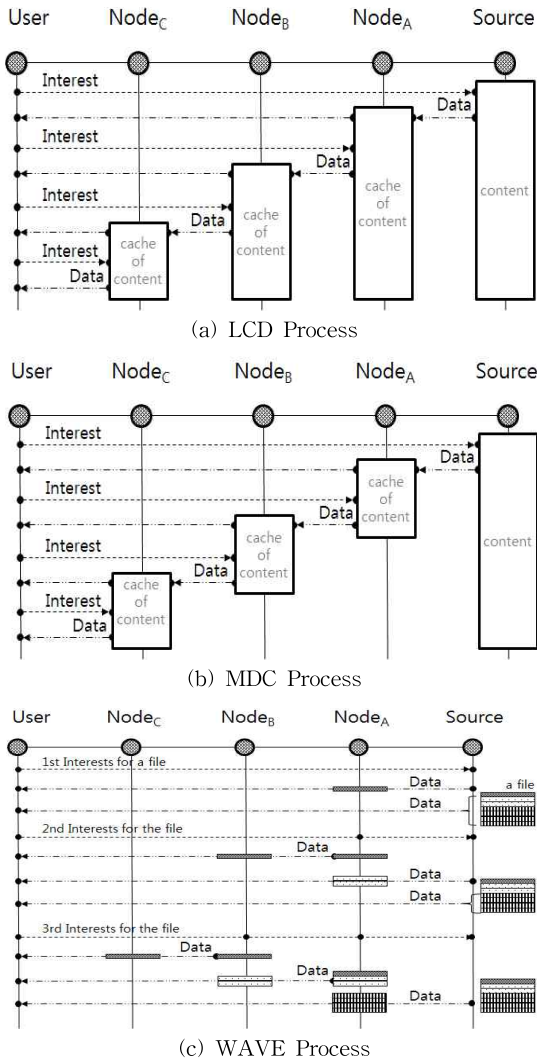 User NodeC NodeB NodeA Source
Interest
Data
Interest
Data
Interest
Data
Interest
Data
cache
of
content
cache
of
content
cache
of
content
content
(a) LCD Process
User NodeC NodeB NodeA Source
Interest
Data
Interest
Data
Interest
Data
Interest
Data
cache
of
content
cache
of
content
cache
of
content
content
(b) MDC Process
User NodeC NodeB NodeA Source
1st Interests for a file
Data a file
Data
2nd Interests for the file
Data
Data
Data
3rd Interests for the file
Data
Data
Data
(c) WAVE Process